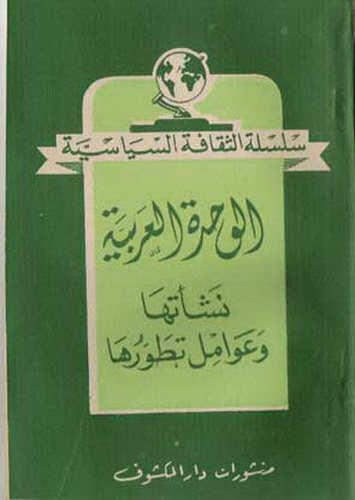 سلسلة الثقافة السياسية
الوحدة العربية
نشأتها
وعوامل تطورها
منشورات دار المكشوف